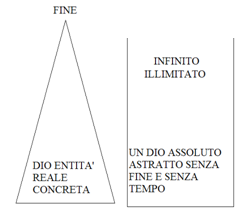 FINE
DIO ENTITA'
REALE
CONCRETA
INFINITO
ILLIMITATO
UN DIO ASSOLUTO
ASTRATTO SENZA
FINE E SENZA
TEMPO